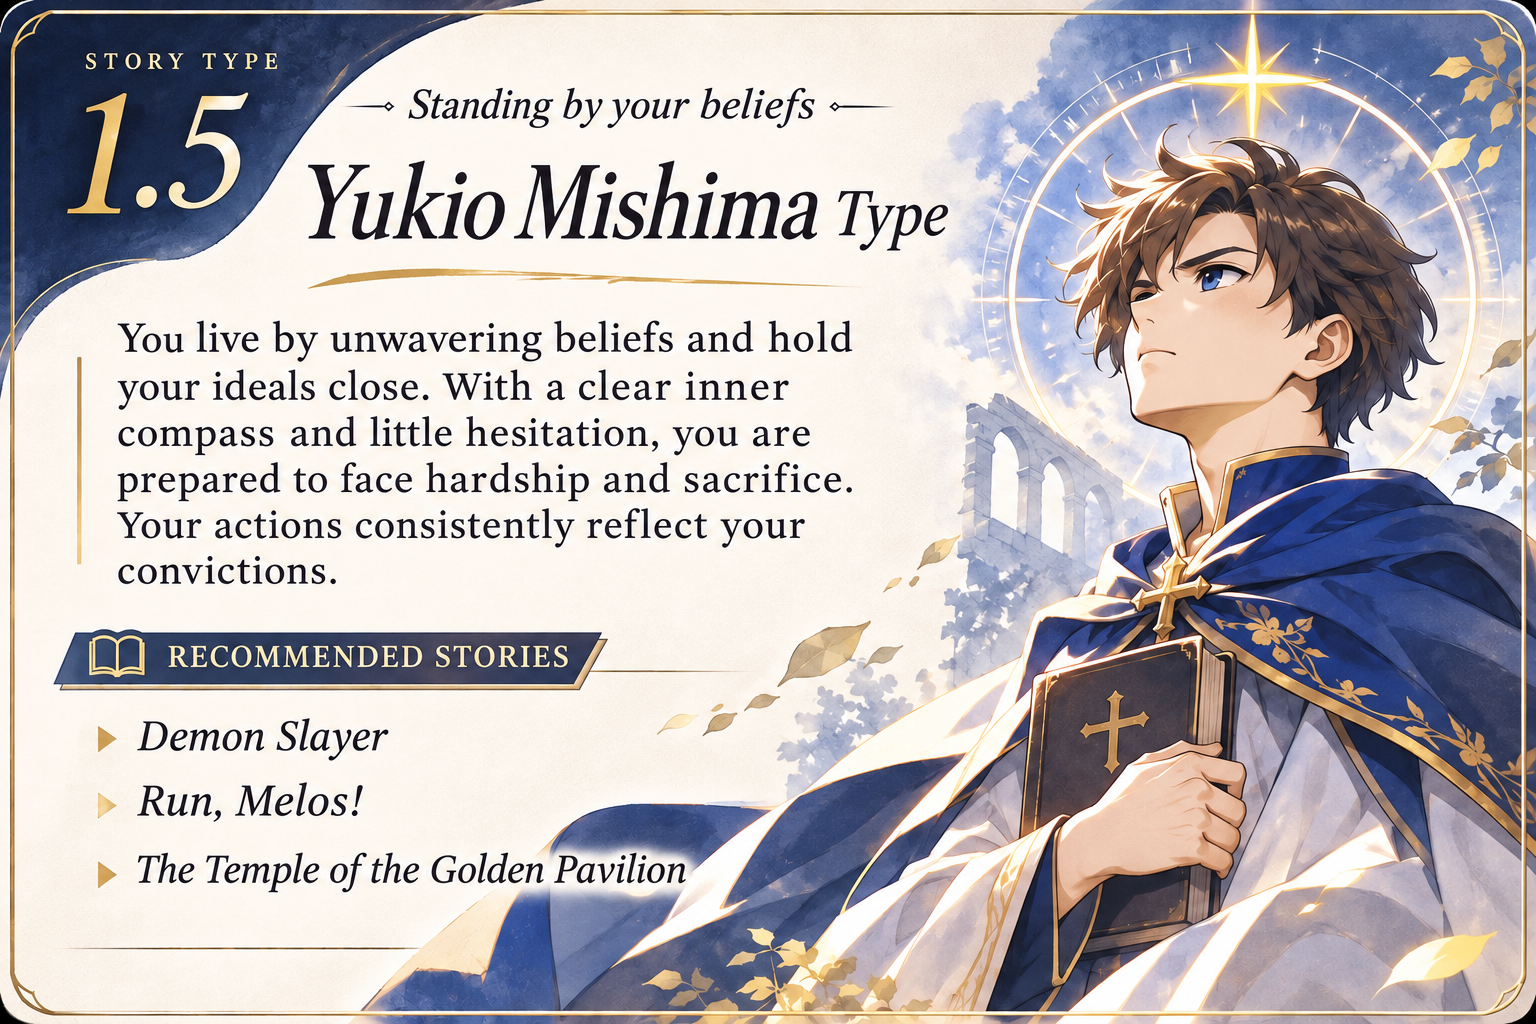 STORY TYPE
1.5
Standing by your beliefs
Yukio Mishima Type
You live by unwavering beliefs and hold
your ideals close. With a clear inner
compass and little hesitation, you are
prepared to face hardship and sacrifice.
Your actions consistently reflect your
convictions.
RECOMMENDED STORIES
Demon Slayer
Run, Melos!
The Temple of the Golden Pavilion